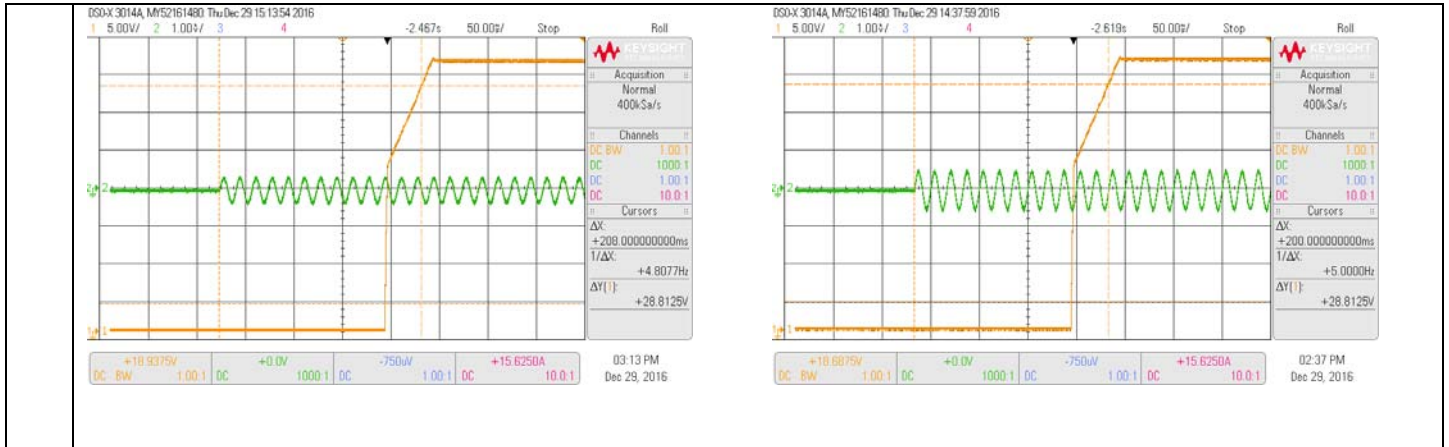 DSO-X 3014A, MY52161480: Thu Dec 29 15:13:54 2016
1 5.00V/ 2 1.00V/ 3 4 -2.467s 50.00s/ Stop Roll
KEYSIGHT
Acquisition
Normal
400kSa/s
Channels
DC BW 1.00:1
DC 1000:1
DC 1.00:1
DC 10.0:1
Cursors
ΔX:
+208.000000000ms
1/ΔX:
+4.8077Hz
ΔY(1):
+28.8125V
2
1
+18.9375V +0.0V -750uV +15.6250A
DC BW 1.00:1 DC 1000:1 DC 1.00:1 DC 10.0:1
03:13 PM
Dec 29, 2016
DSO-X 3014A, MY52161480: Thu Dec 29 14:37:59 2016
1 5.00V/ 2 1.00V/ 3 4 -2.619s 50.00s/ Stop Roll
KEYSIGHT
Acquisition
Normal
400kSa/s
Channels
DC BW 1.00:1
DC 1000:1
DC 1.00:1
DC 10.0:1
Cursors
ΔX:
+200.000000000ms
1/ΔX:
+5.0000Hz
ΔY(1):
+28.8125V
2
1
+18.6875V +0.0V -750uV +15.6250A
DC BW 1.00:1 DC 1000:1 DC 1.00:1 DC 10.0:1
02:37 PM
Dec 29, 2016